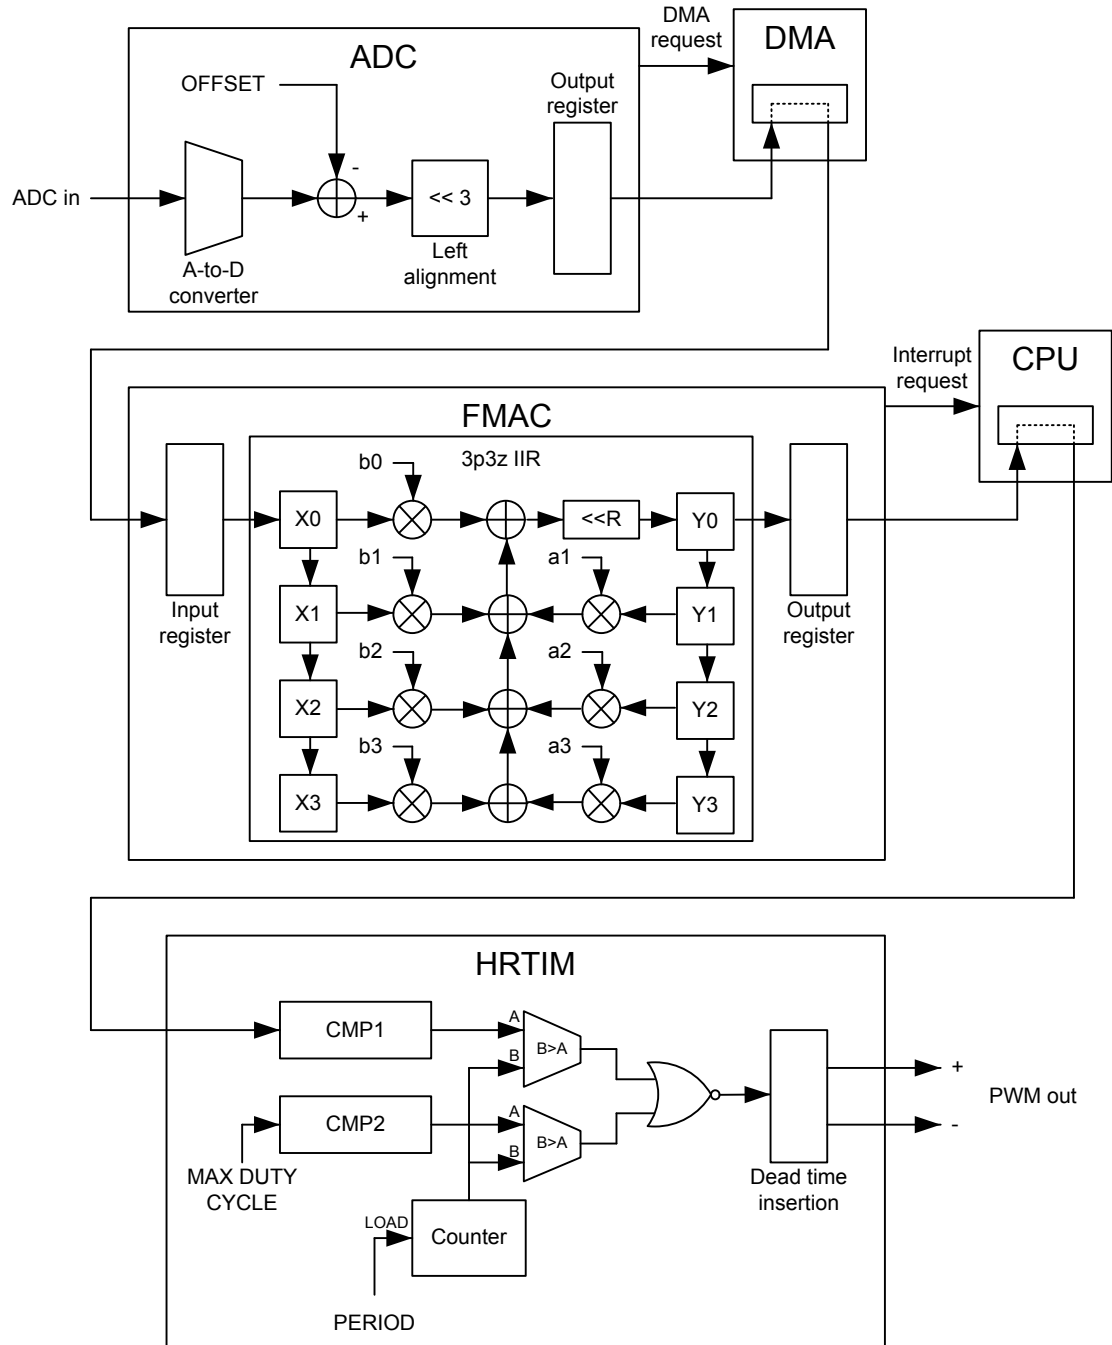 ADC
DMA
request
DMA
OFFSET
Output
register
-
ADC in
+
<< 3
A-to-D
converter
Left
alignment
Interrupt
request
CPU
FMAC
3p3z IIR
b0
X0
<<R
Y0
b1
a1
X1
Y1
Input
register
Output
register
b2
a2
X2
Y2
b3
a3
X3
Y3
HRTIM
CMP1
A
B
B>A
CMP2
A
B
B>A
+
PWM out
-
MAX DUTY
CYCLE
Dead time
insertion
LOAD
Counter
PERIOD